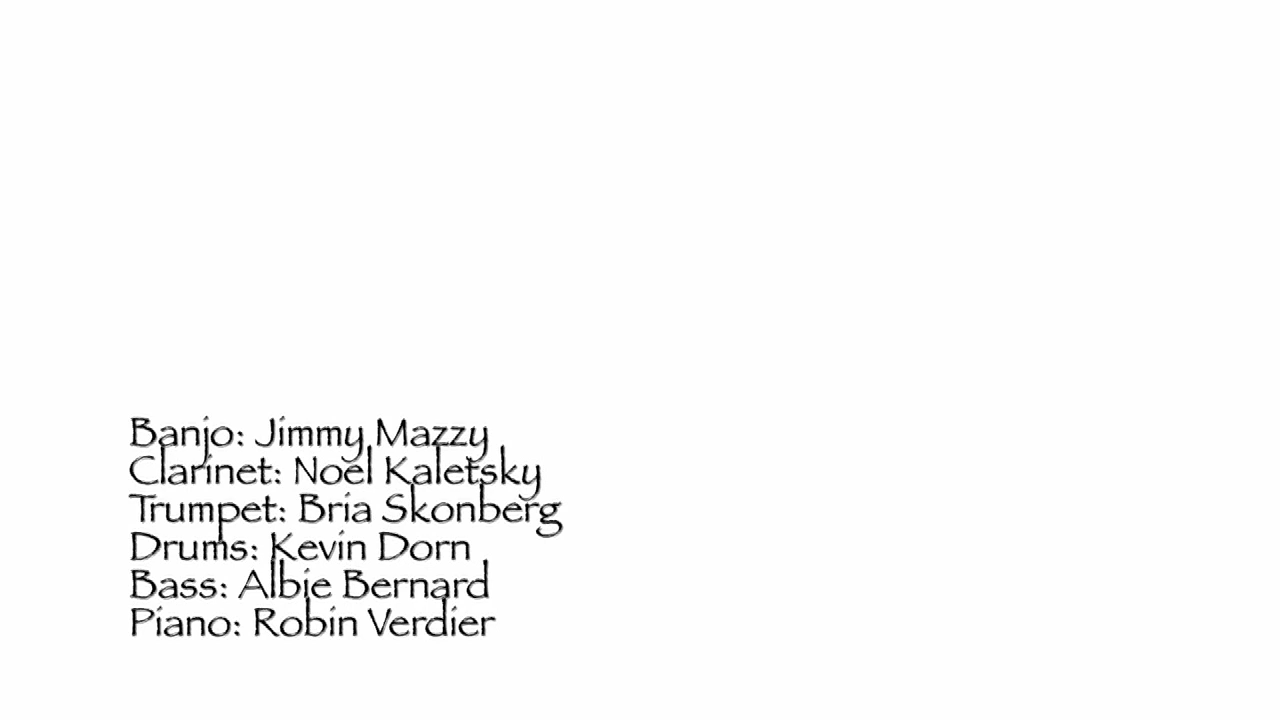 Banjo: Jimmy Mazzy
Clarinet: Noel Kaletsky
Trumpet: Bria Skonberg
Drums: Kevin Dorn
Bass: Albie Bernard
Piano: Robin Verdier